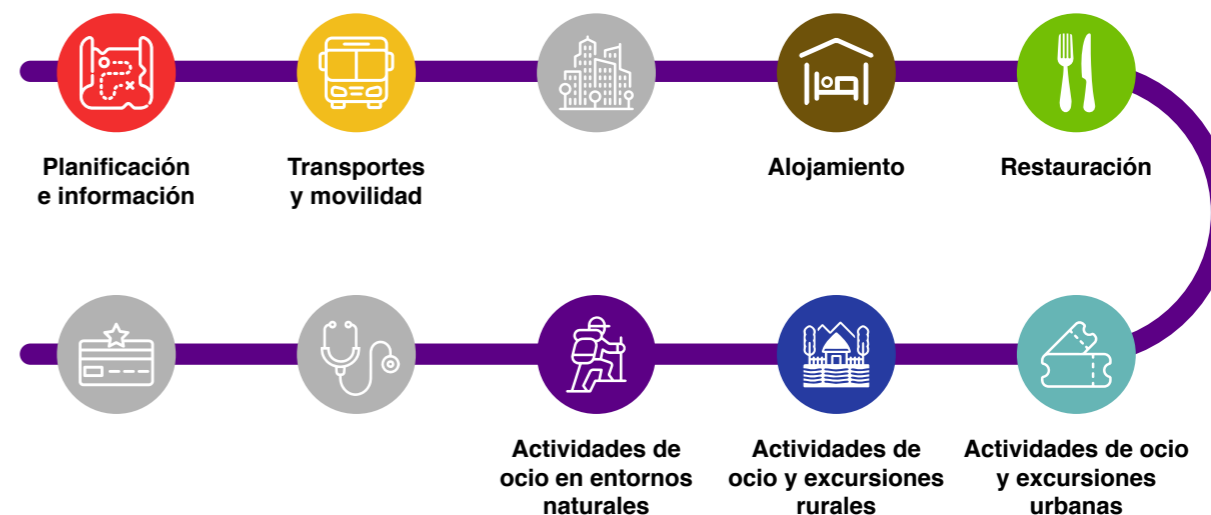 Planificación
e información
Transportes
y movilidad
Alojamiento
Restauración
Actividades de
ocio en entornos
naturales
Actividades de
ocio y excursiones
rurales
Actividades de ocio
y excursiones
urbanas